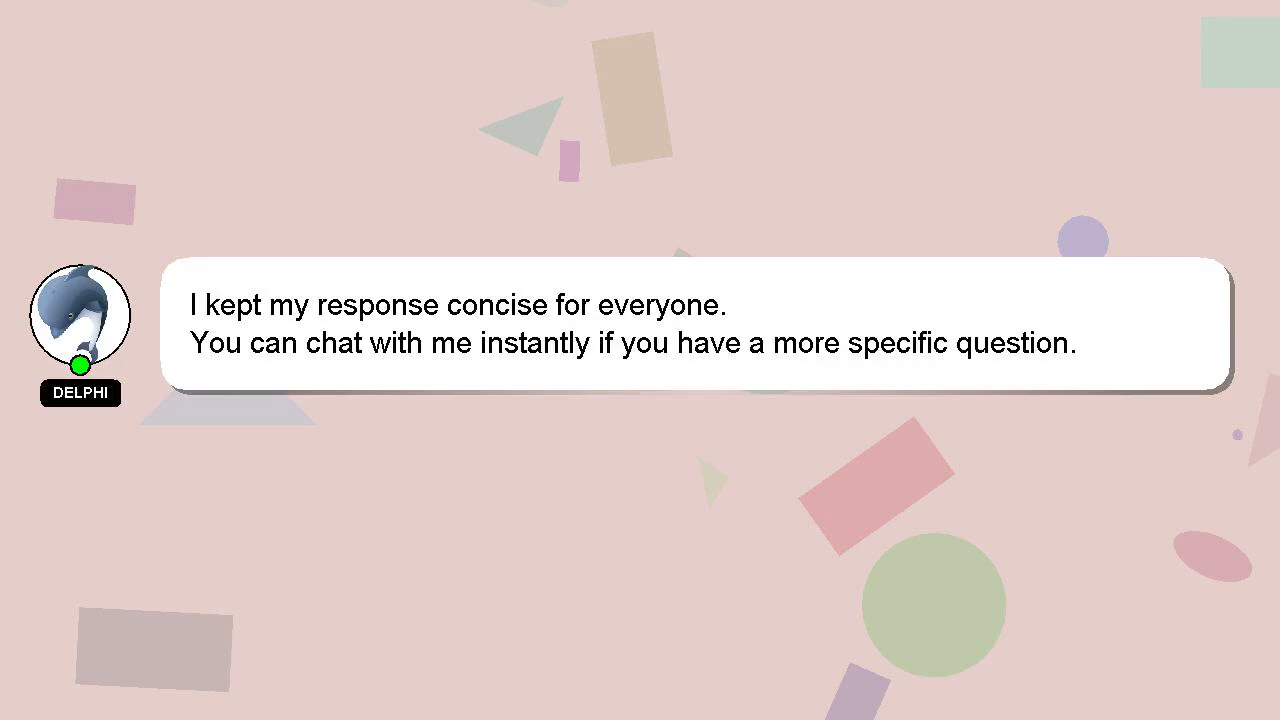 I kept my response concise for everyone.
You can chat with me instantly if you have a more specific question.
DELPHI